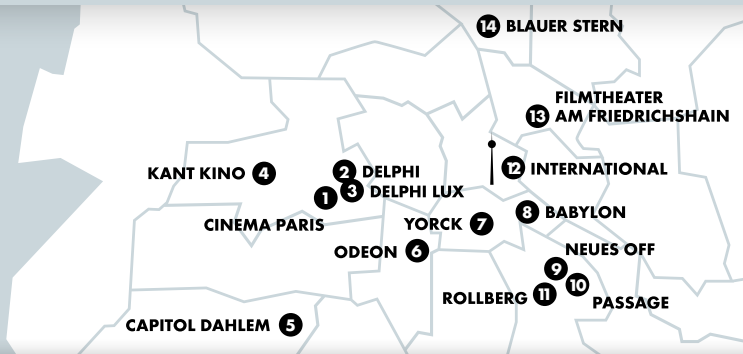 14 BLAUER STERN
FILMTHEATER
13 AM FRIEDRICHSHAIN
KANT KINO 4
2 DELPHI
12 INTERNATIONAL
3 DELPHI LUX
1
CINEMA PARIS
YORCK 7
8 BABYLON
ODEON 6
NEUES OFF
9
10
ROLLBERG 11
PASSAGE
CAPITOL DAHLEM 5